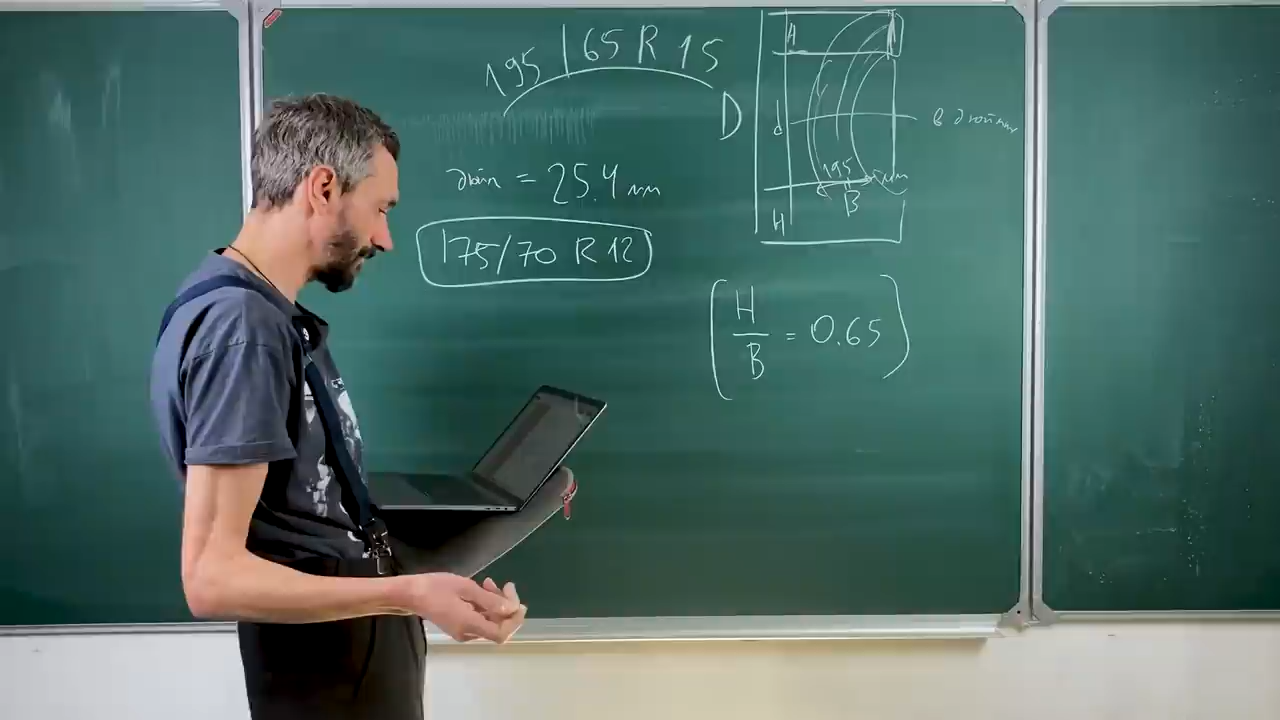 195/65 R 15
D
H
d
в дюймах
195 мм
B
H
дюйм = 25.4 мм
175/70 R 12
H/B = 0.65